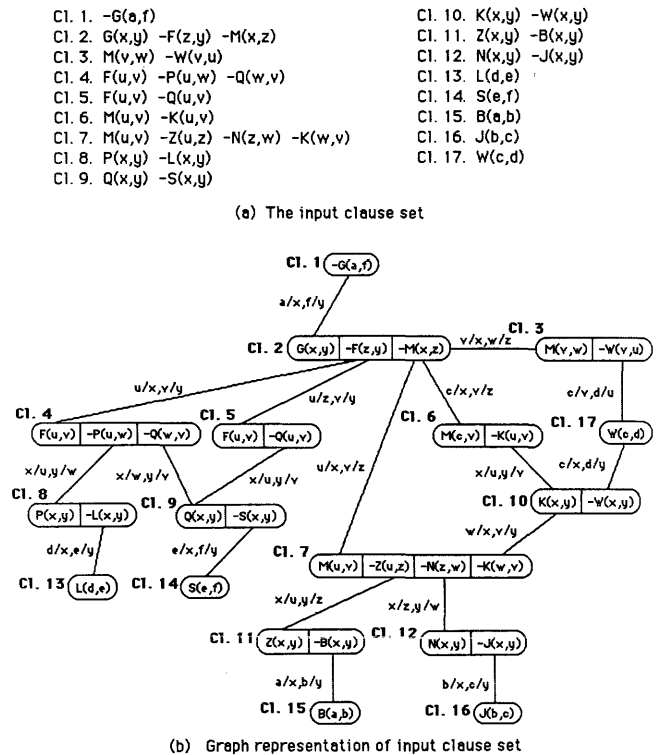 Cl. 1. -G(a,f)
Cl. 2. G(x,y) -F(z,y) -M(x,z)
Cl. 3. M(v,w) -W(v,u)
Cl. 4. F(u,v) -P(u,w) -Q(w,v)
Cl. 5. F(u,v) -Q(u,v)
Cl. 6. M(u,v) -K(u,v)
Cl. 7. M(u,v) -Z(u,z) -N(z,w) -K(w,v)
Cl. 8. P(x,y) -L(x,y)
Cl. 9. Q(x,y) -S(x,y)
Cl. 10. K(x,y) -W(x,y)
Cl. 11. Z(x,y) -B(x,y)
Cl. 12. N(x,y) -J(x,y)
Cl. 13. L(d,e)
Cl. 14. S(e,f)
Cl. 15. B(a,b)
Cl. 16. J(b,c)
Cl. 17. W(c,d)
(a) The input clause set
Cl. 1 -G(a,f)
a/x,f/y
Cl. 2 G(x,y) -F(z,y) -M(x,z)
v/x,w/z
Cl. 3
M(v,w) -W(v,u)
u/x,v/y
u/z,v/y
c/x,v/z
c/v,d/u
Cl. 4
F(u,v) -P(u,w) -Q(w,v)
Cl. 5
F(u,v) -Q(u,v)
u/x,v/z
Cl. 6
M(c,v) -K(u,v)
Cl. 17
W(c,d)
x/u,y/w
x/w,y/v
x/u,y/v
x/u,y/v
c/x,d/y
Cl. 8
P(x,y) -L(x,y)
Cl. 9
Q(x,y) -S(x,y)
Cl. 10 K(x,y) -W(x,y)
d/x,e/y
e/x,f/y
w/x,v/y
Cl. 13 L(d,e)
Cl. 14 S(e,f)
Cl. 7
M(u,v) -Z(u,z) -N(z,w) -K(w,v)
x/u,y/z
x/z,y/w
Cl. 11 Z(x,y) -B(x,y)
Cl. 12 N(x,y) -J(x,y)
a/x,b/y
b/x,c/y
Cl. 15 B(a,b)
Cl. 16 J(b,c)
(b) Graph representation of input clause set